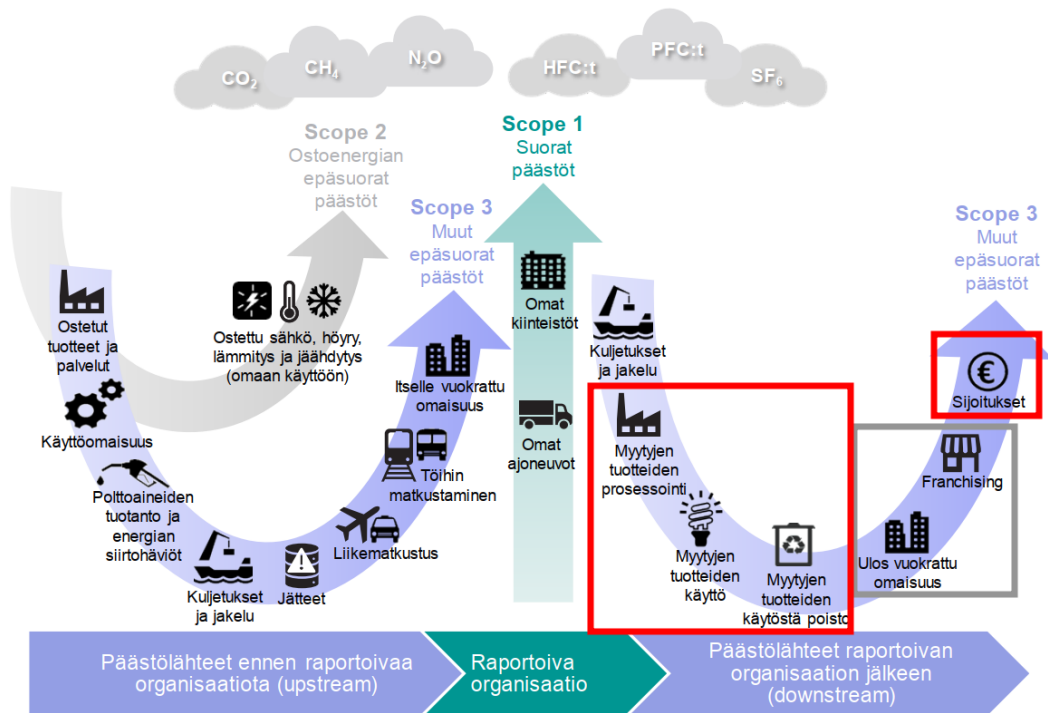 CO₂
CH₄
N₂O
HFC:t
PFC:t
SF₆
Scope 2
Ostoenergian
epäsuorat
päästöt
Scope 3
Muut
epäsuorat
päästöt
Scope 1
Suorat
päästöt
Scope 3
Muut
epäsuorat
päästöt
Ostetut
tuotteet ja
palvelut
Käyttöomaisuus
Polttoaineiden
tuotanto ja
energian
siirtohäviöt
Kuljetukset
ja jakelu
Jätteet
Liikematkustus
Töihin
matkustaminen
Itselle vuokrattu
omaisuus
Ostettu sähkö, höyry,
lämmitys ja jäähdytys
(omaan käyttöön)
Omat
kiinteistöt
Omat
ajoneuvot
Kuljetukset
ja jakelu
Myytyjen
tuotteiden
prosessointi
Myytyjen
tuotteiden
käyttö
Myytyjen
tuotteiden
käytöstä poisto
Ulos vuokrattu
omaisuus
Franchising
€
Sijoitukset
Päästölähteet ennen raportoivaa
organisaatiota (upstream)
Raportoiva
organisaatio
Päästölähteet raportoivan
organisaation jälkeen
(downstream)